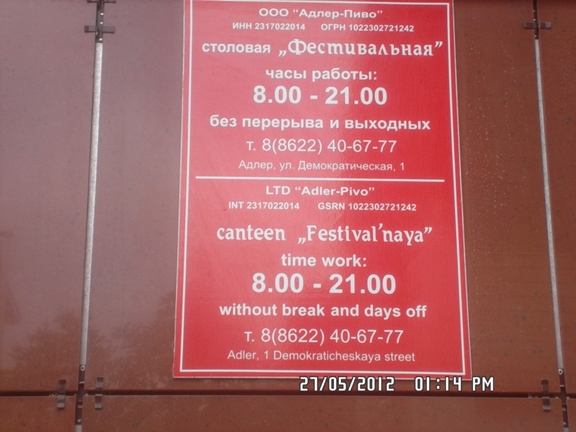 ООО "Адлер-Пиво"
ИНН 2317022014 ОГРН 1022302721242
столовая „Фестивальная"
часы работы:
8.00 - 21.00
без перерыва и выходных
т. 8(8622) 40-67-77
Адлер, ул. Демократическая, 1
LTD "Adler-Pivo"
INT 2317022014 GSRN 1022302721242
canteen „Festival'naya"
time work:
8.00 - 21.00
without break and days off
т. 8(8622) 40-67-77
Adler, 1 Demokraticheskaya street
27/05/2012 01:14 PM